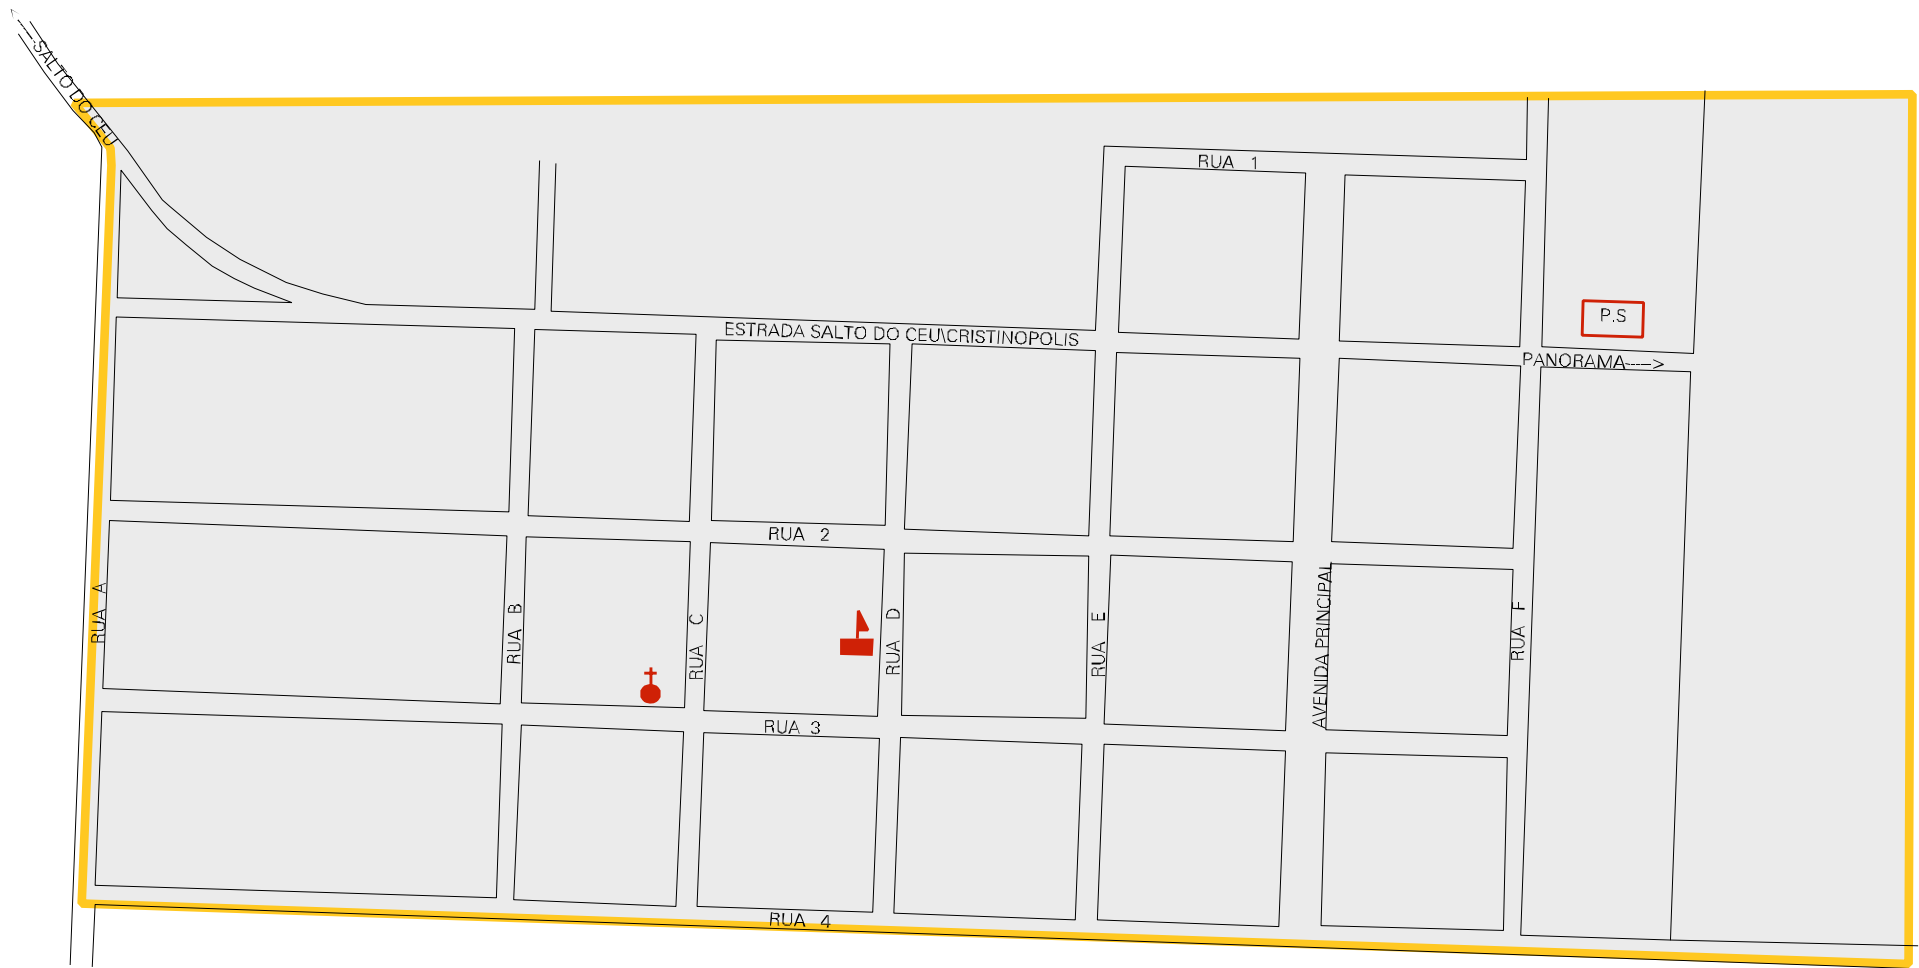 <----SALTO DO CEU
RUA 1
P.S
ESTRADA SALTO DO CEU\CRISTINOPOLIS
PANORAMA---->
RUA 2
RUA A
RUA B
RUA C
RUA D
RUA E
AVENIDA PRINCIPAL
RUA F
RUA 3
RUA 4